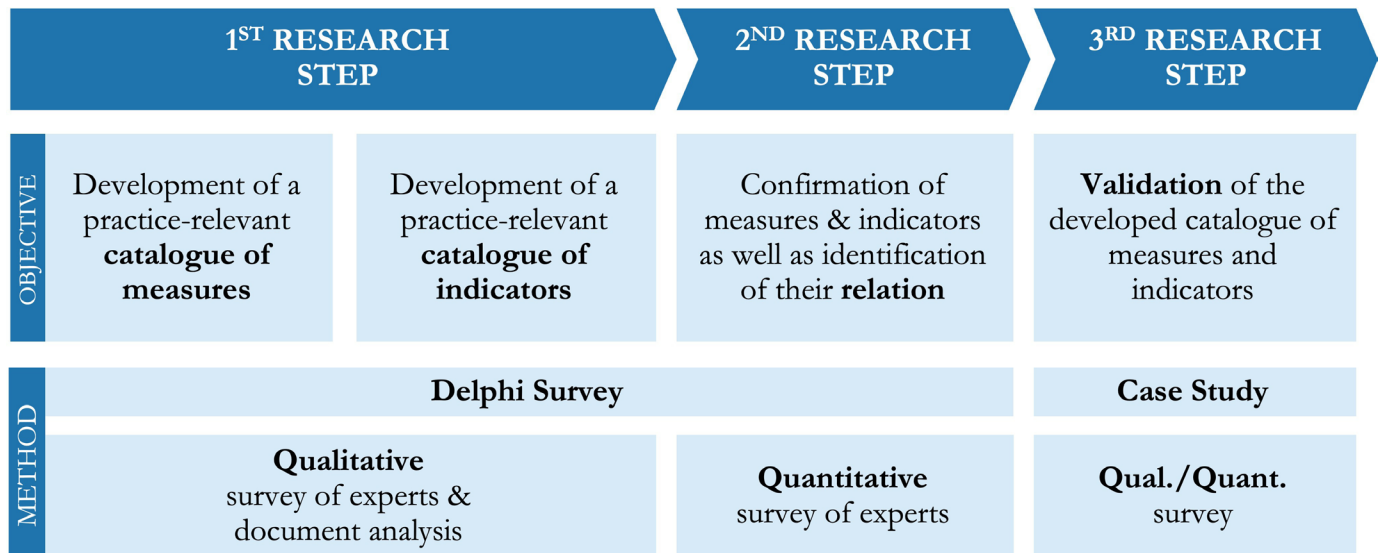 1ST RESEARCH
STEP
2ND RESEARCH
STEP
3RD RESEARCH
STEP
OBJECTIVE
Development of a
practice-relevant
catalogue of
measures
Development of a
practice-relevant
catalogue of
indicators
Confirmation of
measures & indicators
as well as identification
of their relation
Validation of the
developed catalogue of
measures and
indicators
METHOD
Delphi Survey
Case Study
Qualitative
survey of experts &
document analysis
Quantitative
survey of experts
Qual./Quant.
survey